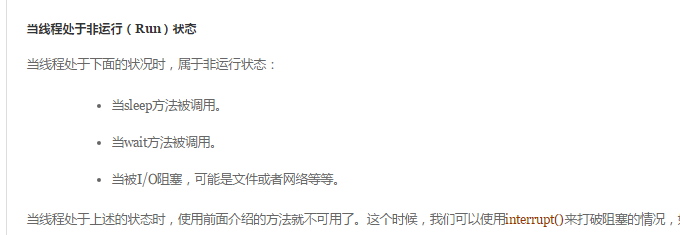 当线程处于非运行（Run）状态
当线程处于下面的状况时，属于非运行状态：
当sleep方法被调用。
当wait方法被调用。
当被I/O阻塞，可能是文件或者网络等等。
当线程处于上述的状态时，使用前面介绍的方法就不可用了。这个时候，我们可以使用interrupt()来打破阻塞的情况，